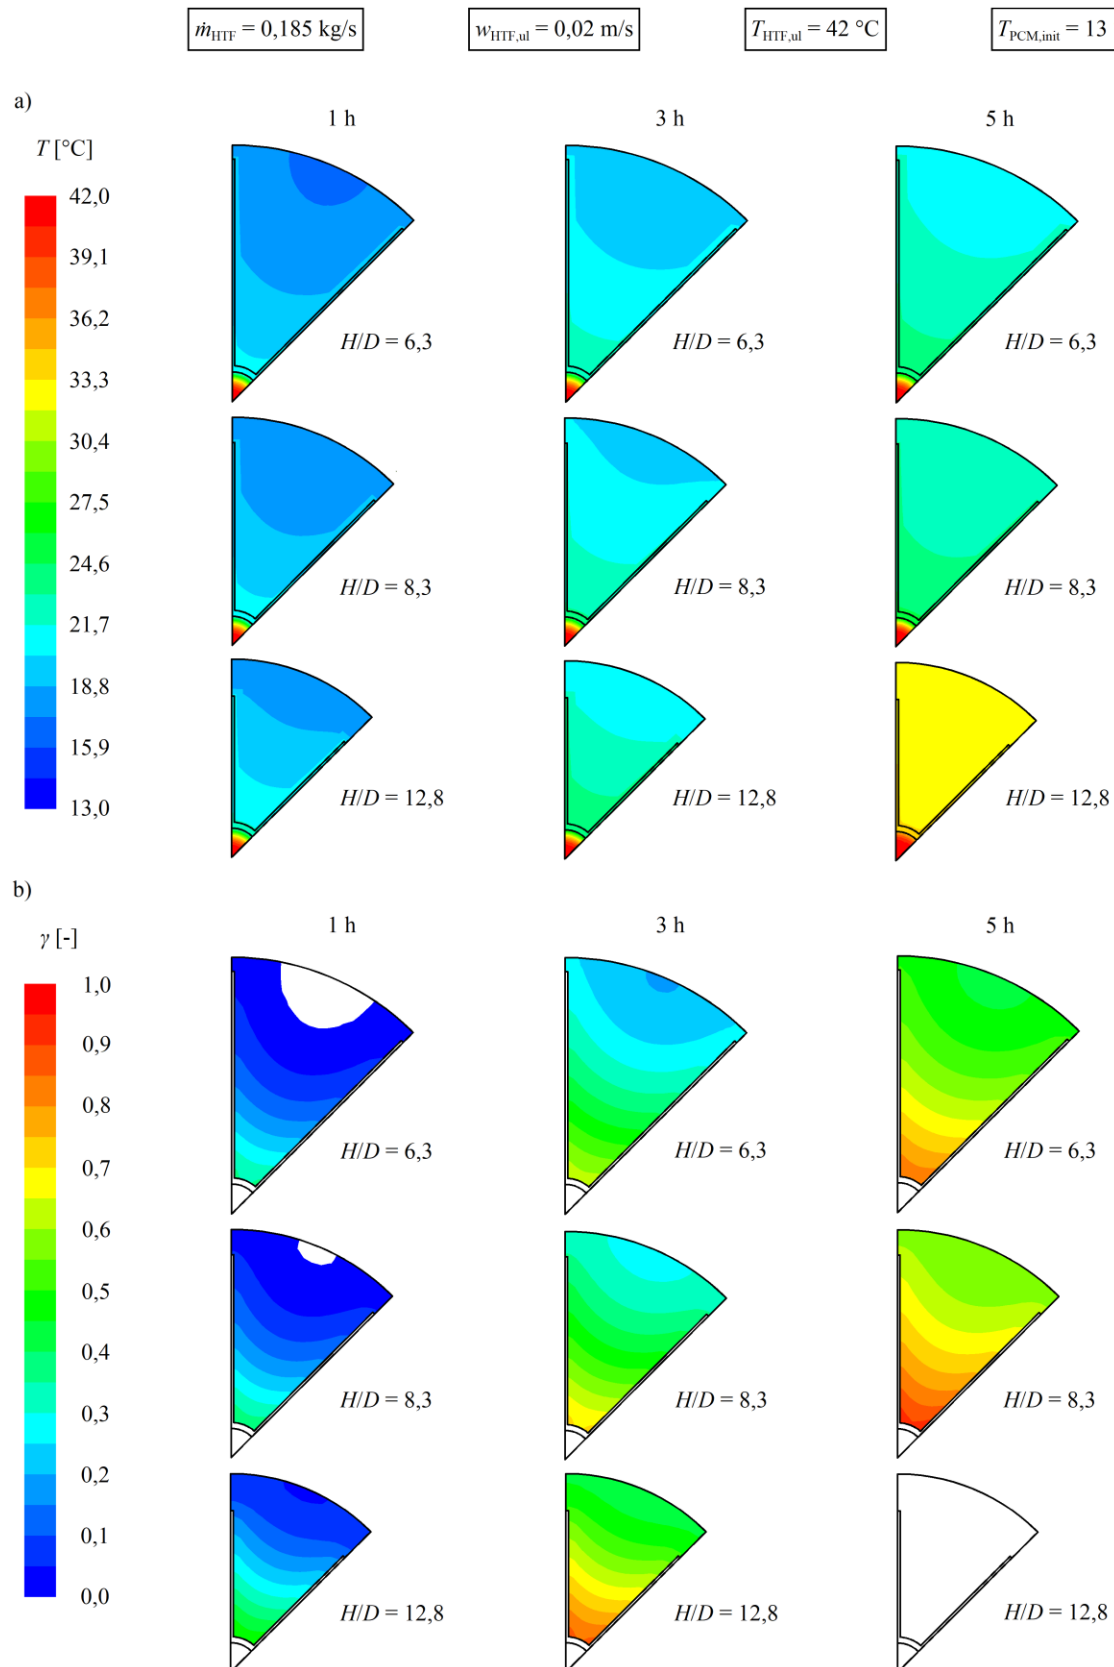 ṁHTF = 0,185 kg/s wHTF,ul = 0,02 m/s THTF,ul = 42 °C TPCM,init = 13
a)
1 h 3 h 5 h
T [°C]
42,0
39,1
36,2
33,3
30,4
27,5
24,6
21,7
18,8
15,9
13,0
H/D = 6,3 H/D = 6,3 H/D = 6,3
H/D = 8,3 H/D = 8,3 H/D = 8,3
H/D = 12,8 H/D = 12,8 H/D = 12,8
b)
1 h 3 h 5 h
γ [-]
1,0
0,9
0,8
0,7
0,6
0,5
0,4
0,3
0,2
0,1
0,0
H/D = 6,3 H/D = 6,3 H/D = 6,3
H/D = 8,3 H/D = 8,3 H/D = 8,3
H/D = 12,8 H/D = 12,8 H/D = 12,8